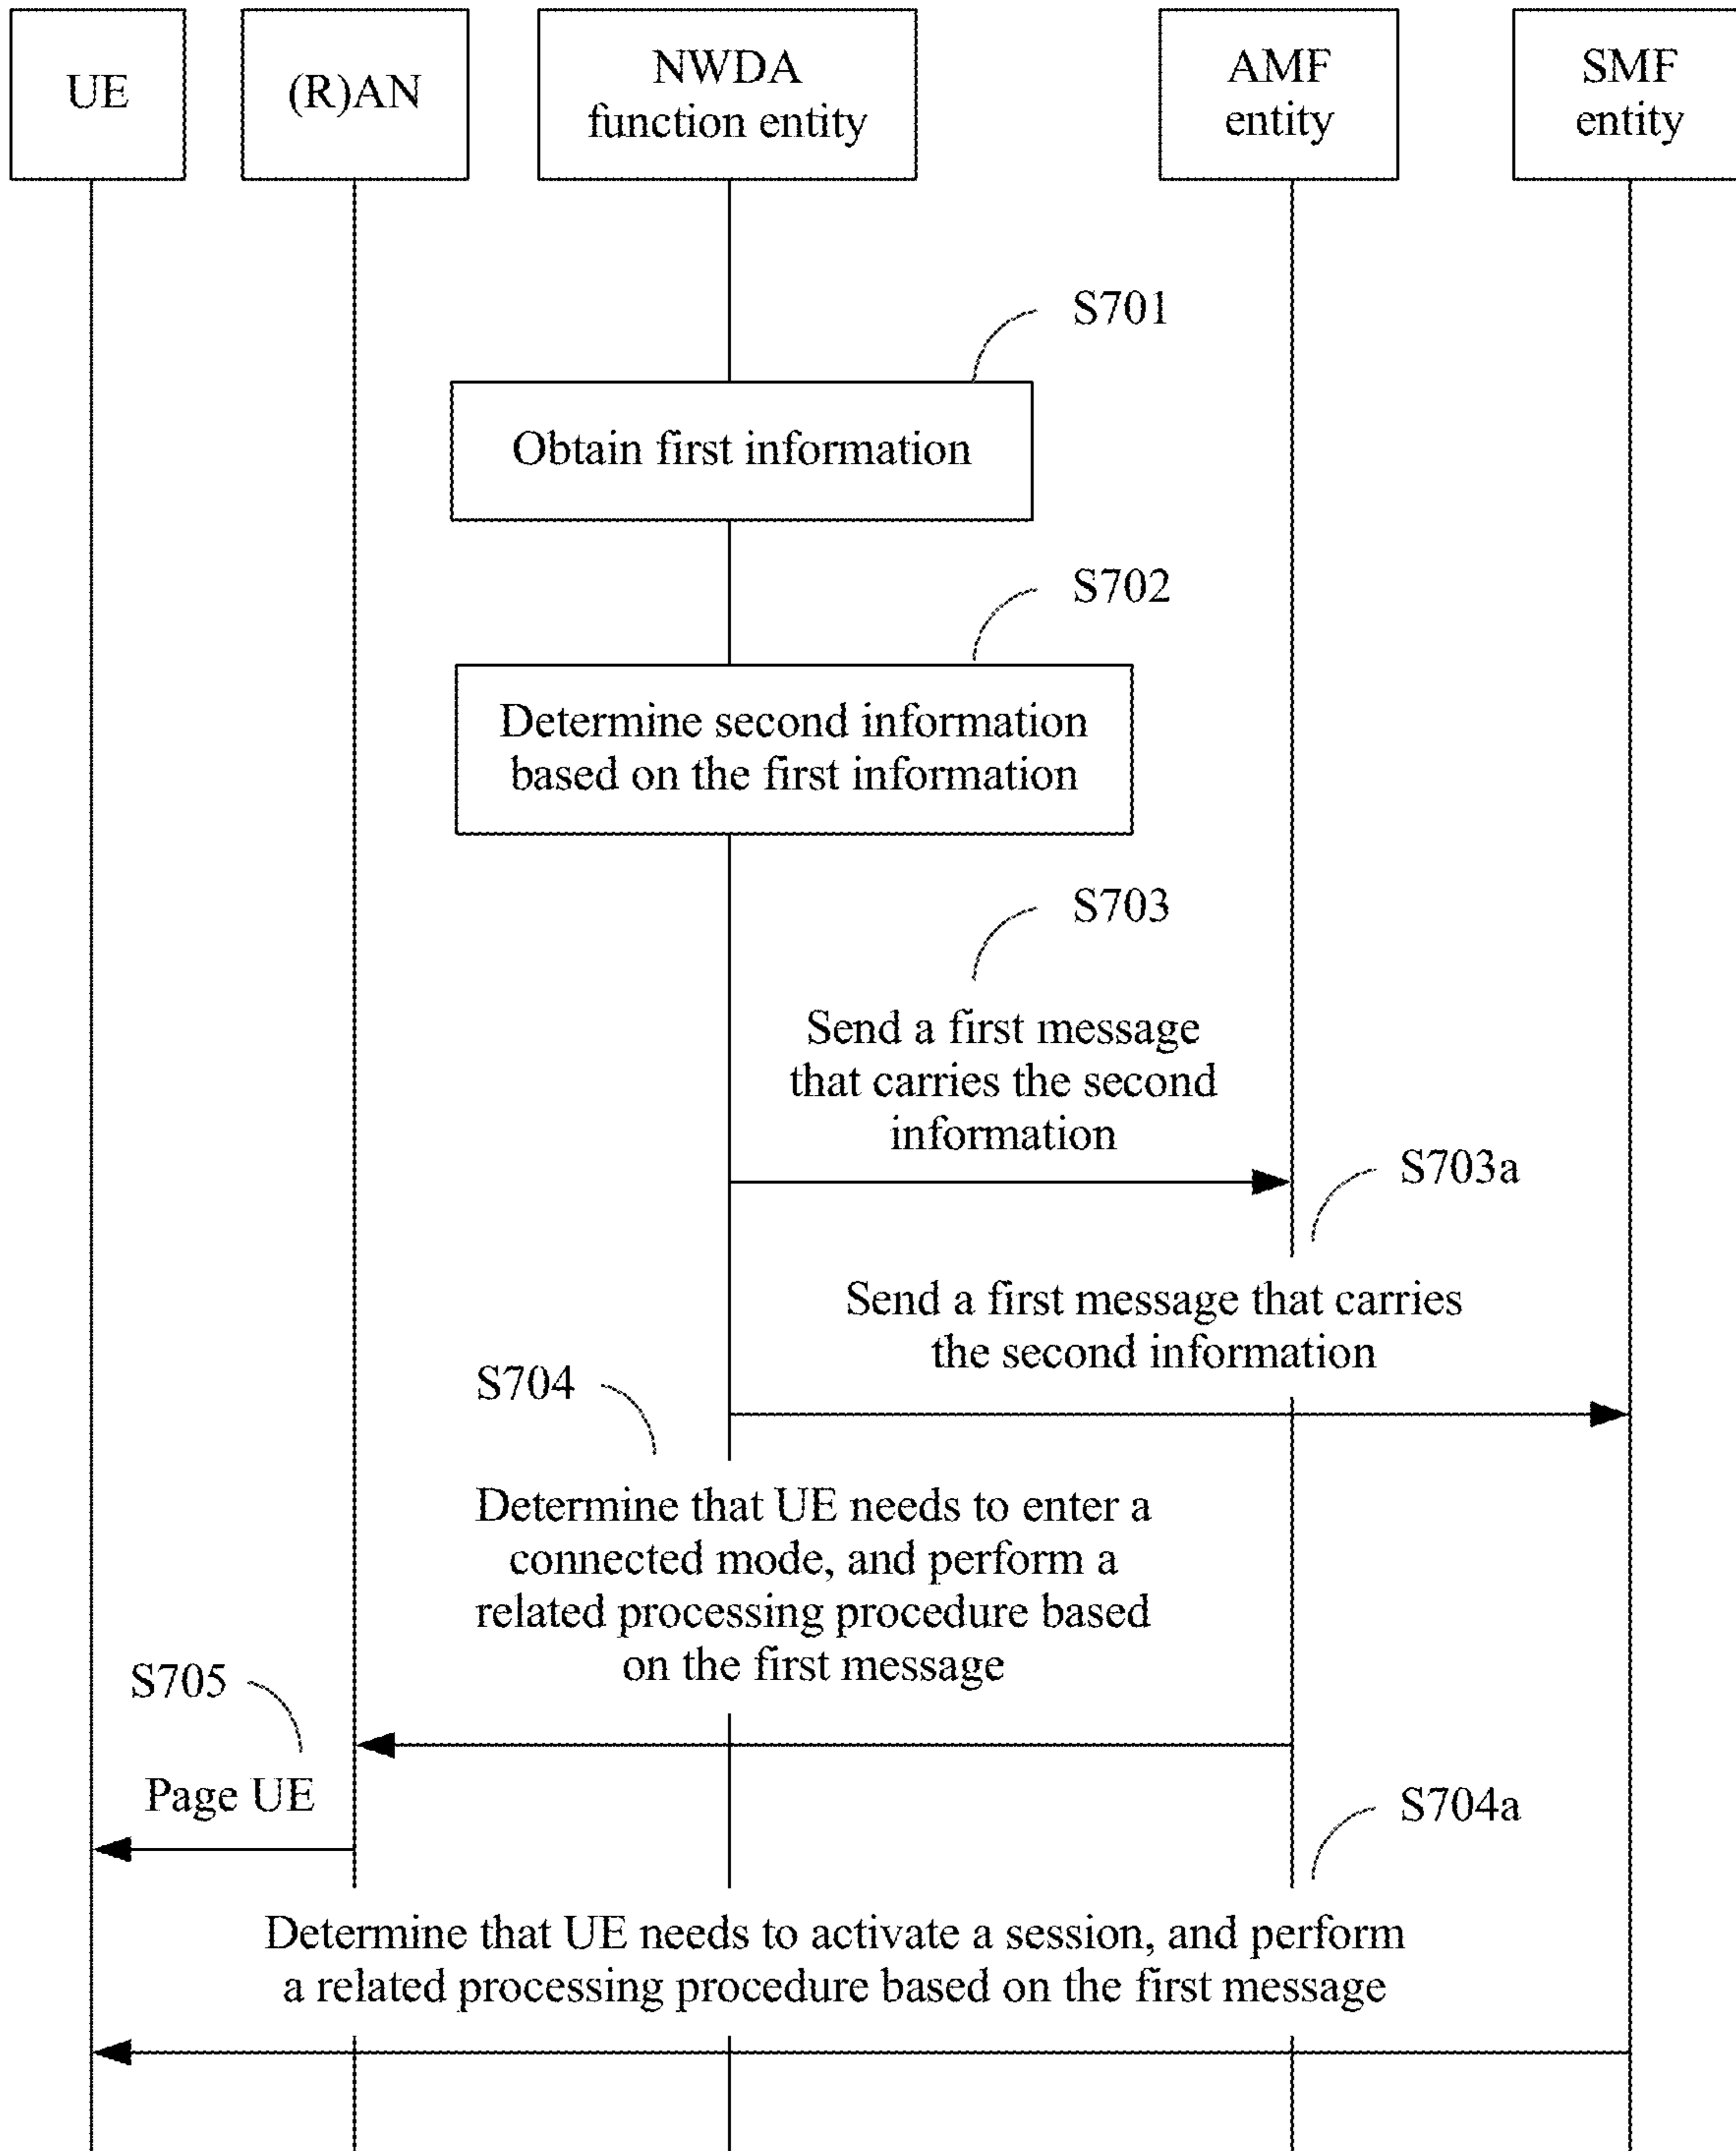 UE
(R)AN
NWDA
function entity
AMF
entity
SMF
entity
S701
Obtain first information
S702
Determine second information
based on the first information
S703
Send a first message
that carries the second
information
S703a
Send a first message that carries
the second information
S704
Determine that UE needs to enter a
connected mode, and perform a
related processing procedure based
on the first message
S705
Page UE
S704a
Determine that UE needs to activate a session, and perform
a related processing procedure based on the first message